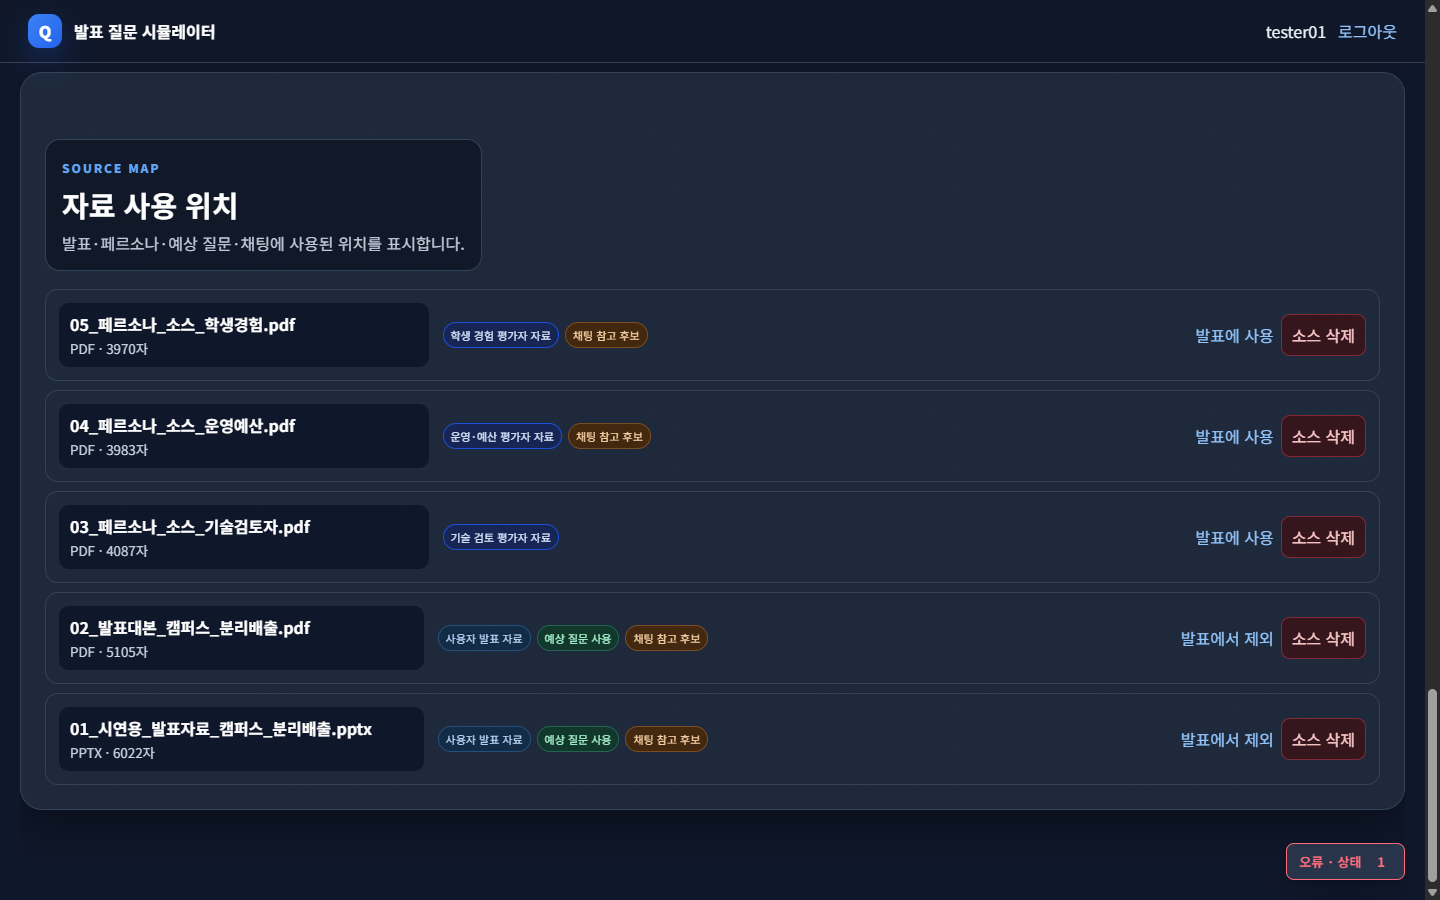 Q 발표 질문 시뮬레이터
tester01 로그아웃
SOURCE MAP
자료 사용 위치
발표·페르소나·예상 질문·채팅에 사용된 위치를 표시합니다.
05_페르소나_소스_학생경험.pdf
PDF · 3970자
학생 경험 평가자 자료 채팅 참고 후보
발표에 사용 소스 삭제
04_페르소나_소스_운영예산.pdf
PDF · 3983자
운영·예산 평가자 자료 채팅 참고 후보
발표에 사용 소스 삭제
03_페르소나_소스_기술검토자.pdf
PDF · 4087자
기술 검토 평가자 자료
발표에 사용 소스 삭제
02_발표대본_캠퍼스_분리배출.pdf
PDF · 5105자
사용자 발표 자료 예상 질문 사용 채팅 참고 후보
발표에서 제외 소스 삭제
01_시연용_발표자료_캠퍼스_분리배출.pptx
PPTX · 6022자
사용자 발표 자료 예상 질문 사용 채팅 참고 후보
발표에서 제외 소스 삭제
오류 · 상태 1